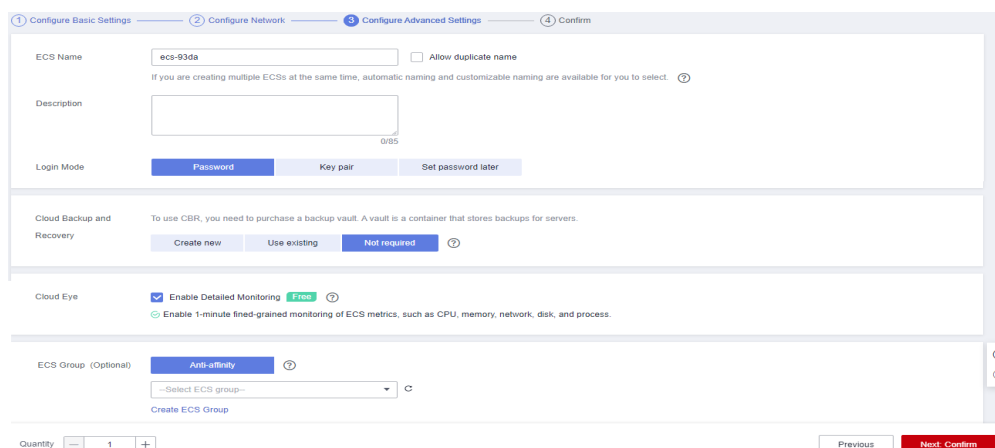 1 Configure Basic Settings 2 Configure Network 3 Configure Advanced Settings 4 Confirm
ECS Name ecs-93da Allow duplicate name
If you are creating multiple ECSs at the same time, automatic naming and customizable naming are available for you to select. ?
Description
0/85
Login Mode Password Key pair Set password later
Cloud Backup and
Recovery
To use CBR, you need to purchase a backup vault. A vault is a container that stores backups for servers.
Create new Use existing Not required ?
Cloud Eye Enable Detailed Monitoring Free ?
Enable 1-minute fined-grained monitoring of ECS metrics, such as CPU, memory, network, disk, and process.
ECS Group (Optional) Anti-affinity ?
--Select ECS group--
Create ECS Group
Quantity — 1 + Previous Next: Confirm